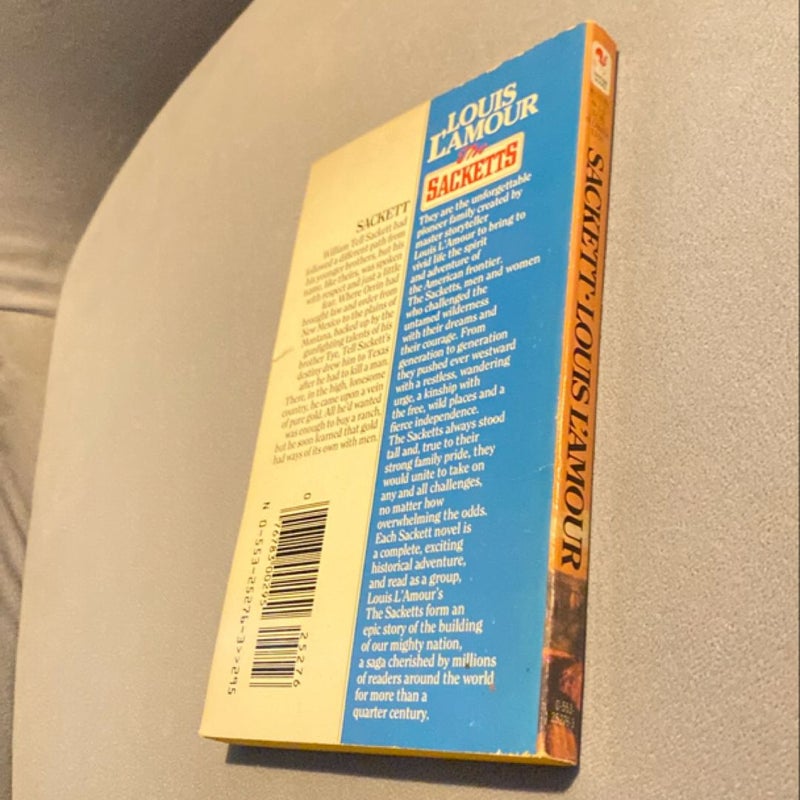 SACKETT
William Tell Sackett had
followed a different path from
his younger brothers, but his
name, like theirs, was spoken
with respect and just a little
fear. Where Orrin had
brought law and order from
New Mexico to the plains of
Montana, backed up by the
gunfighting talents of his
brother Tye, Tell Sackett's
destiny drew him to Texas
after he had to kill a man.
There, in the high, lonesome
country, he came upon a vein
of pure gold. All he'd wanted
was enough to buy a ranch,
but he soon learned that gold
had ways of its own with men.
0
76783 00295
25276
N 0-553-25276-3>>295
LOUIS
L'AMOUR
The
SACKETTS
They are the unforgettable
pioneer family created by
master storyteller
Louis L'Amour to bring to
vivid life the spirit
and adventure of
the American frontier.
The Sacketts, men and women
who challenged the
untamed wilderness
with their dreams and
their courage. From
generation to generation
they pushed ever westward
with a restless, wandering
urge, a kinship with
the free, wild places and a
fierce independence.
The Sacketts always stood
tall and, true to their
strong family pride, they
would unite to take on
any and all challenges,
no matter how
overwhelming the odds.
Each Sackett novel is
a complete, exciting
historical adventure,
and read as a group,
Louis L'Amour's
The Sacketts form an
epic story of the building
of our mighty nation,
a saga cherished by millions
of readers around the world
for more than a
quarter century.
SACKETT • LOUIS L'AMOUR